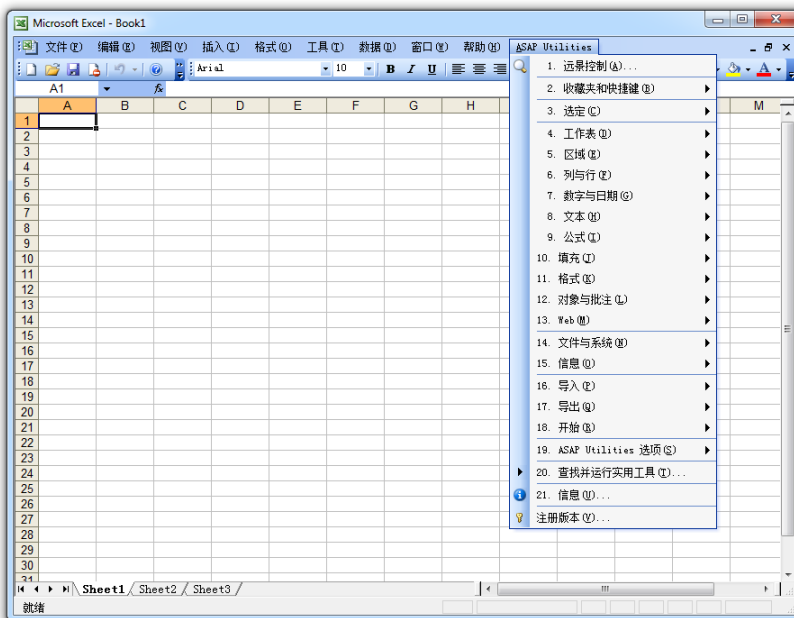 Microsoft Excel - Book1
文件(F) 编辑(E) 视图(V) 插入(I) 格式(O) 工具(T) 数据(D) 窗口(W) 帮助(H) ASAP Utilities
Arial 10 B I U
A1 fx
A B C D E F G H M
1. 远景控制(A)...
2. 收藏夹和快捷键(B)
3. 选定(C)
4. 工作表(D)
5. 区域(E)
6. 列与行(F)
7. 数字与日期(G)
8. 文本(H)
9. 公式(I)
10. 填充(J)
11. 格式(K)
12. 对象与批注(L)
13. Web(M)
14. 文件与系统(N)
15. 信息(O)
16. 导入(P)
17. 导出(Q)
18. 开始(R)
19. ASAP Utilities 选项(S)
20. 查找并运行实用工具(T)...
21. 信息(U)...
注册版本(V)...
1
2
3
4
5
6
7
8
9
10
11
12
13
14
15
16
17
18
19
20
21
22
23
24
25
26
27
28
29
30
31
Sheet1 Sheet2 Sheet3
就绪